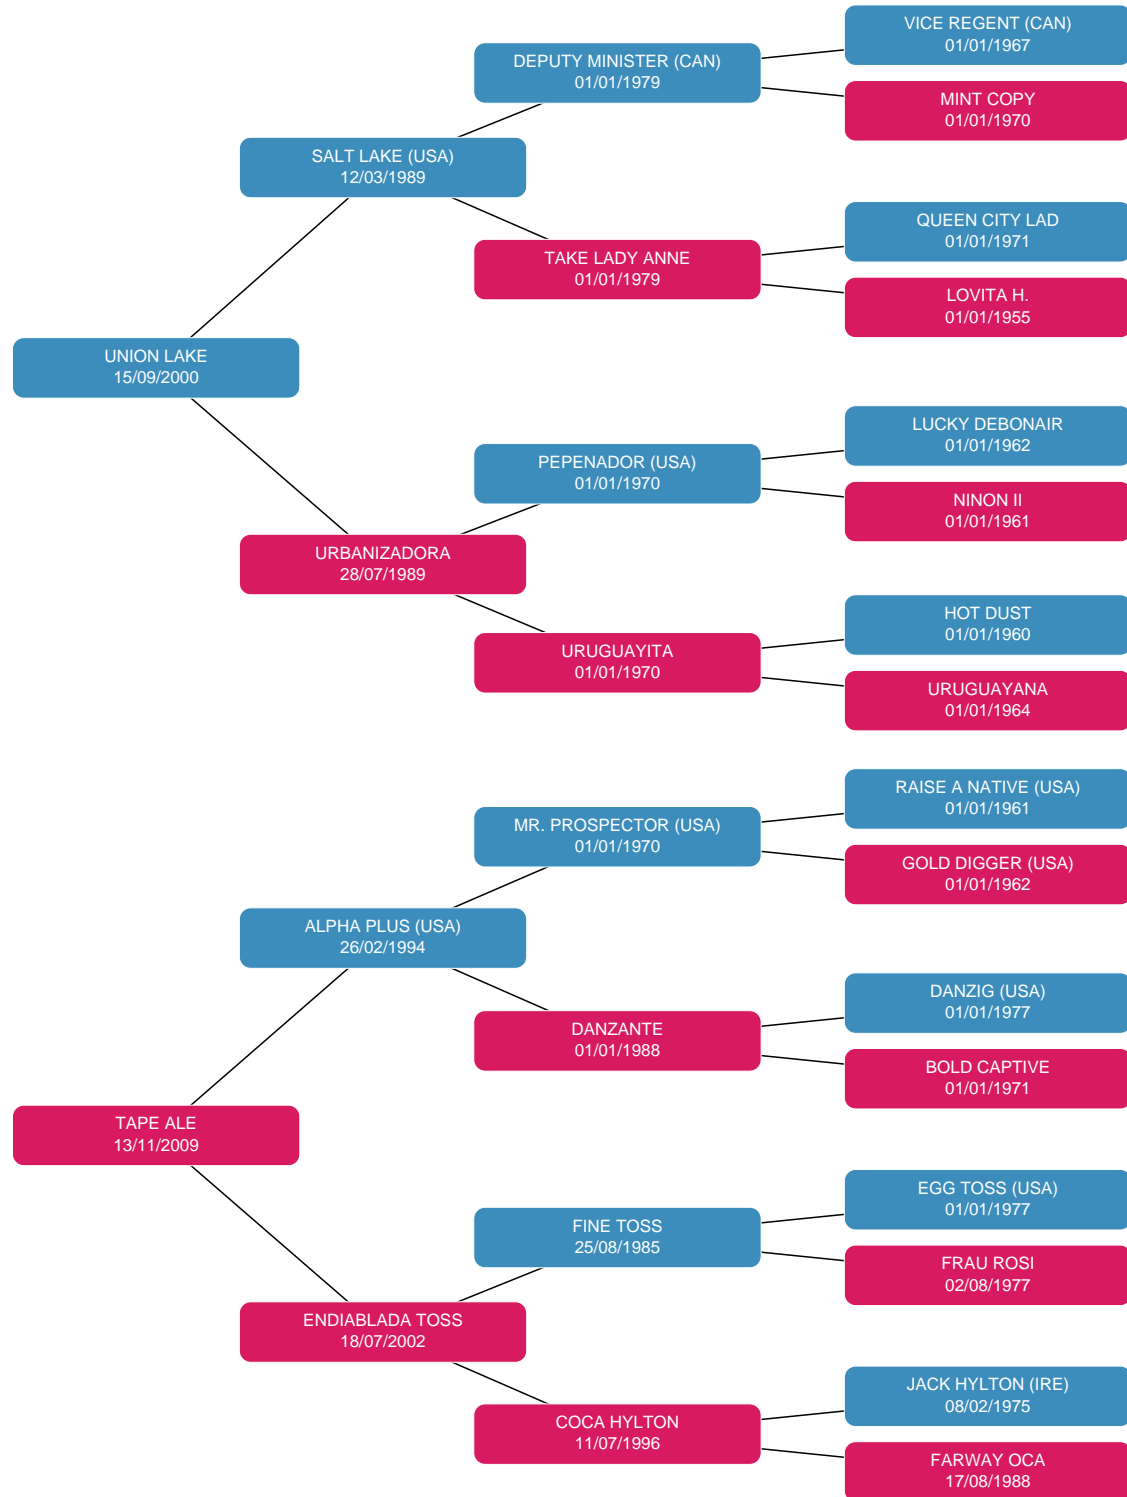 VICE REGENT (CAN)
01/01/1967
DEPUTY MINISTER (CAN)
01/01/1979
MINT COPY
01/01/1970
SALT LAKE (USA)
12/03/1989
QUEEN CITY LAD
01/01/1971
TAKE LADY ANNE
01/01/1979
LOVITA H.
01/01/1955
UNION LAKE
15/09/2000
LUCKY DEBONAIR
01/01/1962
PEPENADOR (USA)
01/01/1970
NINON II
01/01/1961
URBANIZADORA
28/07/1989
HOT DUST
01/01/1960
URUGUAYITA
01/01/1970
URUGUAYANA
01/01/1964
RAISE A NATIVE (USA)
01/01/1961
MR. PROSPECTOR (USA)
01/01/1970
GOLD DIGGER (USA)
01/01/1962
ALPHA PLUS (USA)
26/02/1994
DANZIG (USA)
01/01/1977
DANZANTE
01/01/1988
BOLD CAPTIVE
01/01/1971
TAPE ALE
13/11/2009
EGG TOSS (USA)
01/01/1977
FINE TOSS
25/08/1985
FRAU ROSI
02/08/1977
ENDIABLADA TOSS
18/07/2002
JACK HYLTON (IRE)
08/02/1975
COCA HYLTON
11/07/1996
FARWAY OCA
17/08/1988